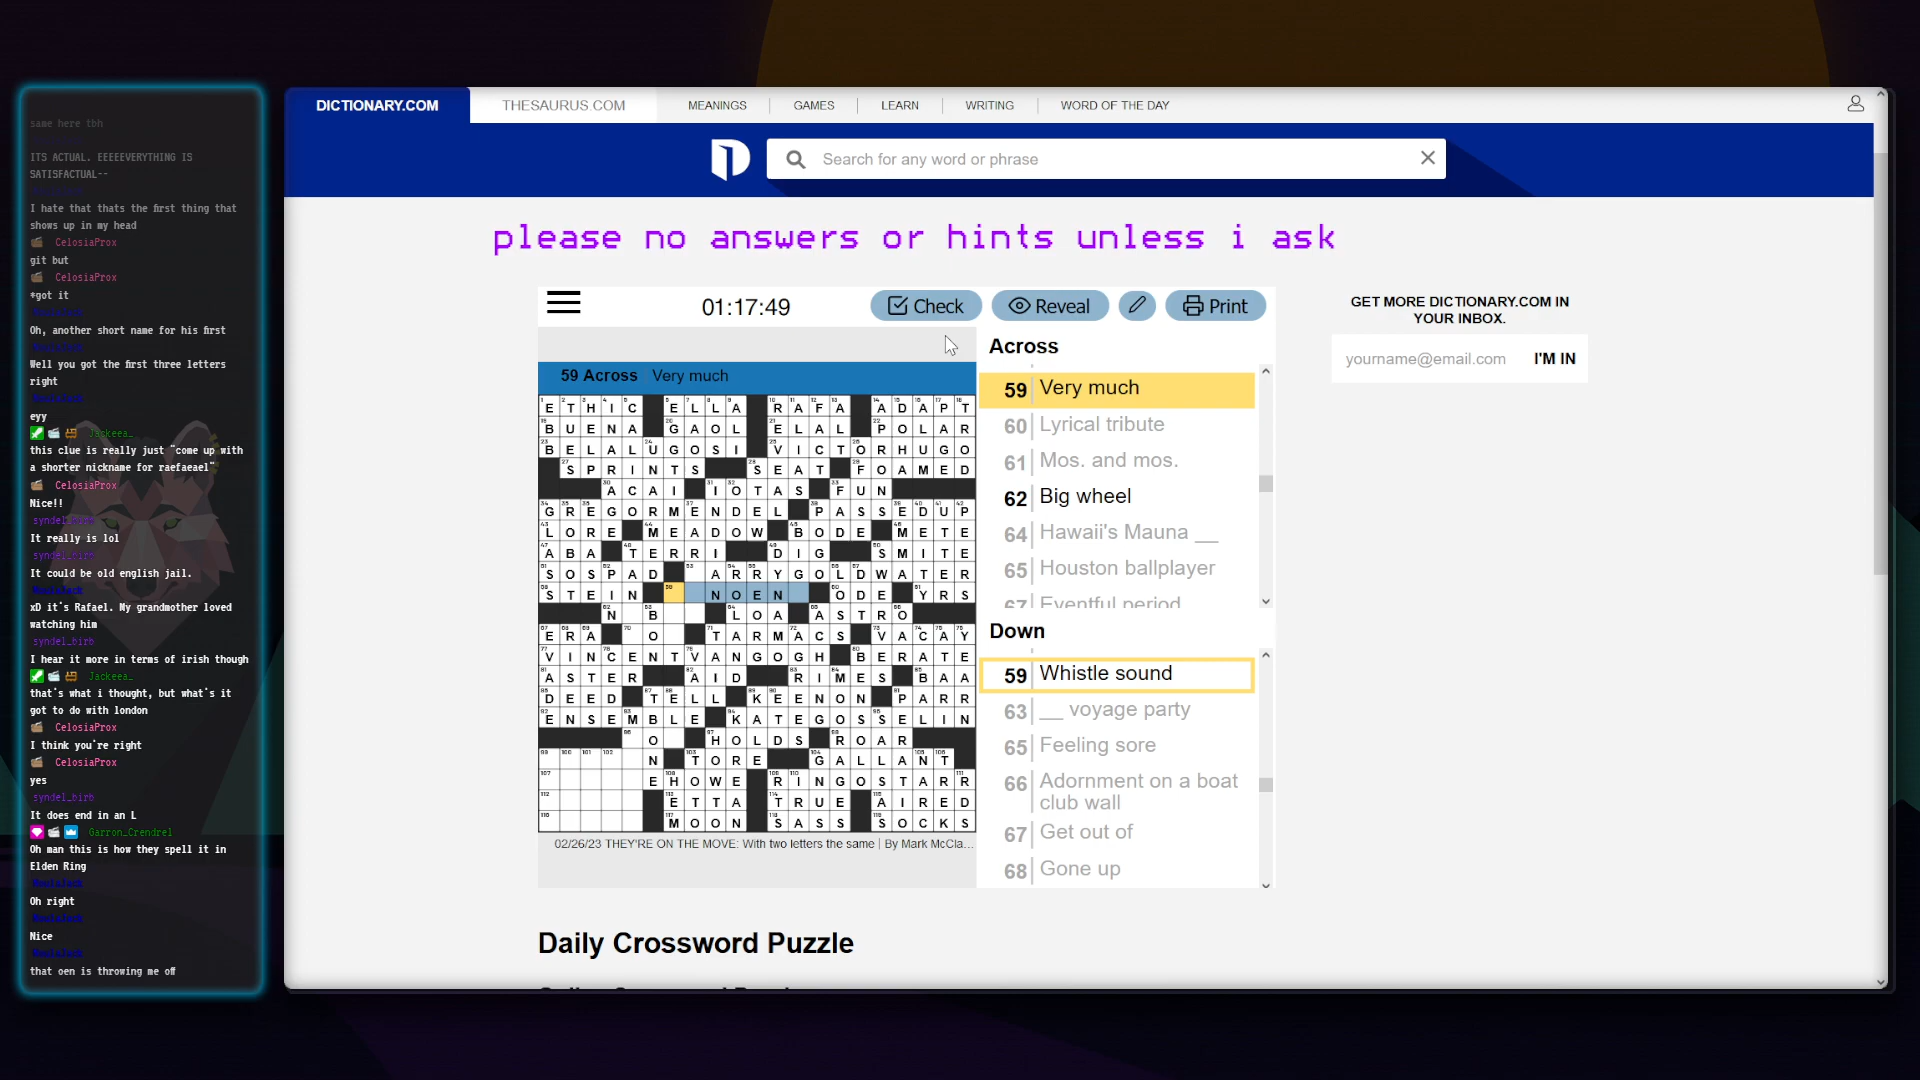 same here tbh
ITS ACTUAL. EEEEEVERYTHING IS
SATISFACTUAL--
I hate that thats the first thing that
shows up in my head
CelosiaProx
git but
CelosiaProx
*got it
Oh, another short name for his first
Well you got the first three letters
right
eyy
Jackeea_
this clue is really just "come up with
a shorter nickname for raefaeael"
CelosiaProx
Nice!!
syndel_birb
It really is lol
syndel_birb
It could be old english jail.
xD it's Rafael. My grandmother loved
watching him
syndel_birb
I hear it more in terms of irish though
Jackeea_
that's what i thought, but what's it
got to do with london
CelosiaProx
I think you're right
CelosiaProx
yes
syndel_birb
It does end in an L
Garron_Crendrel
Oh man this is how they spell it in
Elden Ring
Oh right
Nice
that oen is throwing me off
DICTIONARY.COM
THESAURUS.COM
MEANINGS
GAMES
LEARN
WRITING
WORD OF THE DAY
Search for any word or phrase
please no answers or hints unless i ask
01:17:49
Check
Reveal
Print
59 Across Very much
E T H I C E L L A R A F A A D A P T
B U E N A G A O L E L A L P O L A R
B E L A L U G O S I V I C T O R H U G O
S P R I N T S S E A T F O A M E D
A C A I I O T A S F U N
G R E G O R M E N D E L P A S S E D U P
L O R E M E A D O W B O D E M E T E
A B A T E R R I D I G S M I T E
S O S P A D A R R Y G O L D W A T E R
S T E I N N O E N O D E Y R S
N B L O A A S T R O
E R A O T A R M A C S V A C A Y
V I N C E N T V A N G O G H B E R A T E
A S T E R A I D R I M E S B A A
D E E D T E L L K E E N O N P A R R
E N S E M B L E K A T E G O S S E L I N
O H O L D S R O A R
N T O R E G A L L A N T
E H O W E R I N G O S T A R R
E T T A T R U E A I R E D
M O O N S A S S S O C K S
02/26/23 THEY'RE ON THE MOVE: With two letters the same | By Mark McCla...
Across
59 Very much
60 Lyrical tribute
61 Mos. and mos.
62 Big wheel
64 Hawaii's Mauna __
65 Houston ballplayer
67 Eventful period
Down
59 Whistle sound
63 __ voyage party
65 Feeling sore
66 Adornment on a boat
club wall
67 Get out of
68 Gone up
GET MORE DICTIONARY.COM IN
YOUR INBOX.
yourname@email.com
I'M IN
Daily Crossword Puzzle